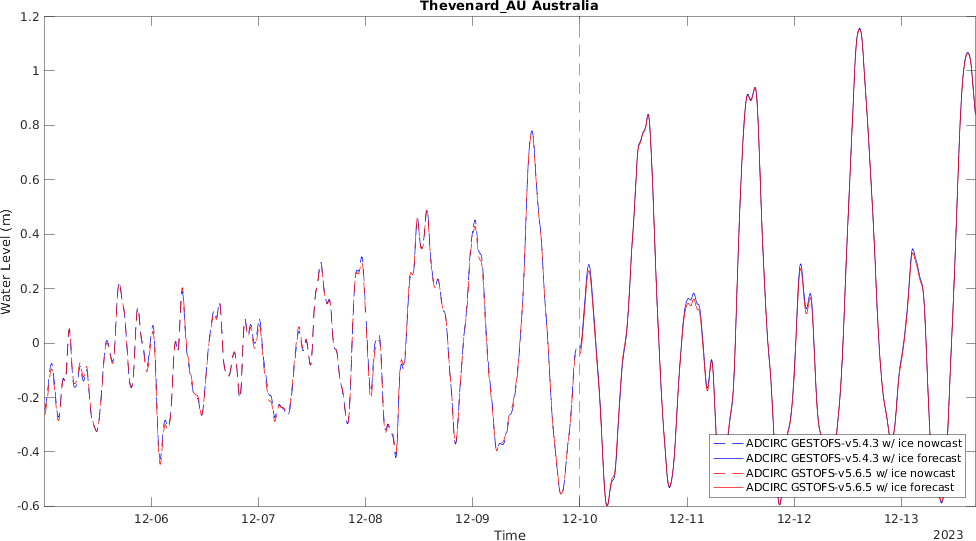 Thevenard_AU Australia
1.2
1
0.8
0.6
0.4
0.2
0
-0.2
-0.4
-0.6
Water Level (m)
ADCIRC GESTOFS-v5.4.3 w/ ice nowcast
ADCIRC GESTOFS-v5.4.3 w/ ice forecast
ADCIRC GSTOFS-v5.6.5 w/ ice nowcast
ADCIRC GSTOFS-v5.6.5 w/ ice forecast
12-06 12-07 12-08 12-09 12-10 12-11 12-12 12-13
Time
2023